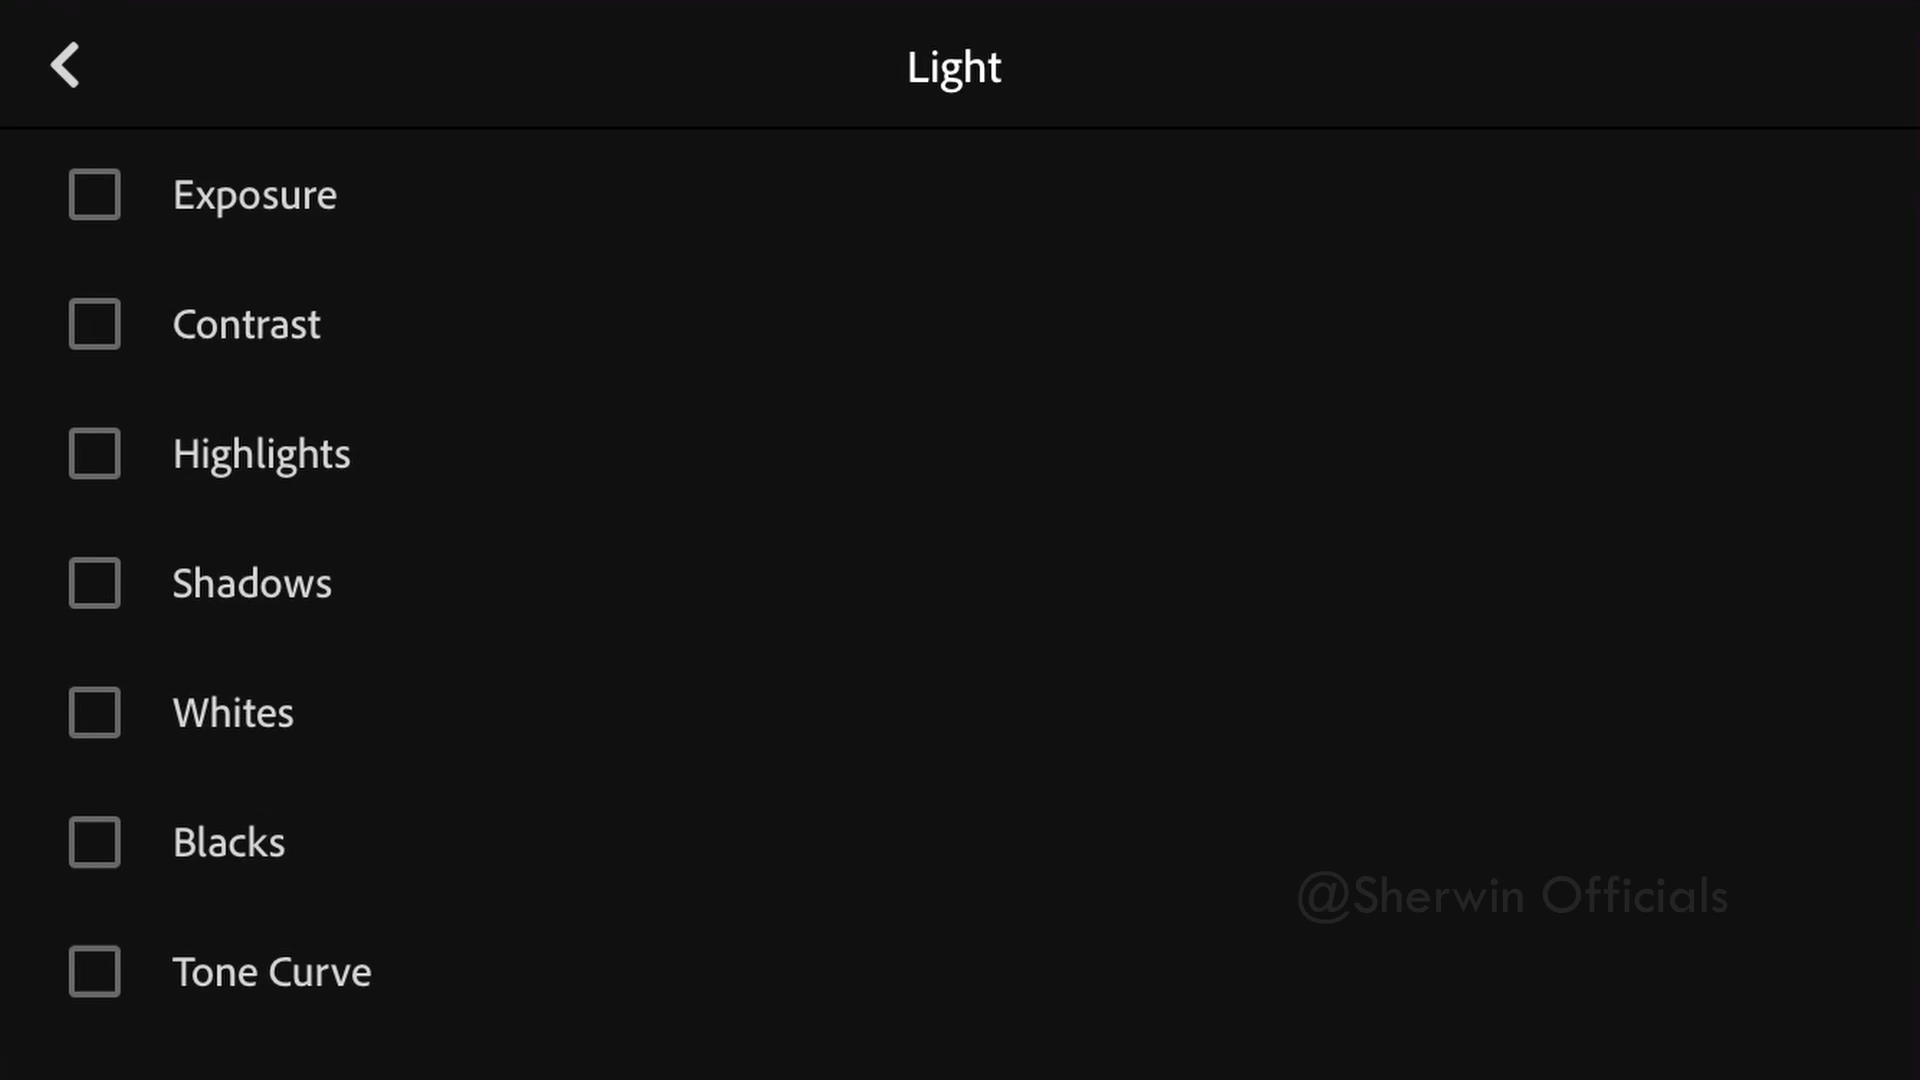 Light
Exposure
Contrast
Highlights
Shadows
Whites
Blacks
@Sherwin Officials
Tone Curve